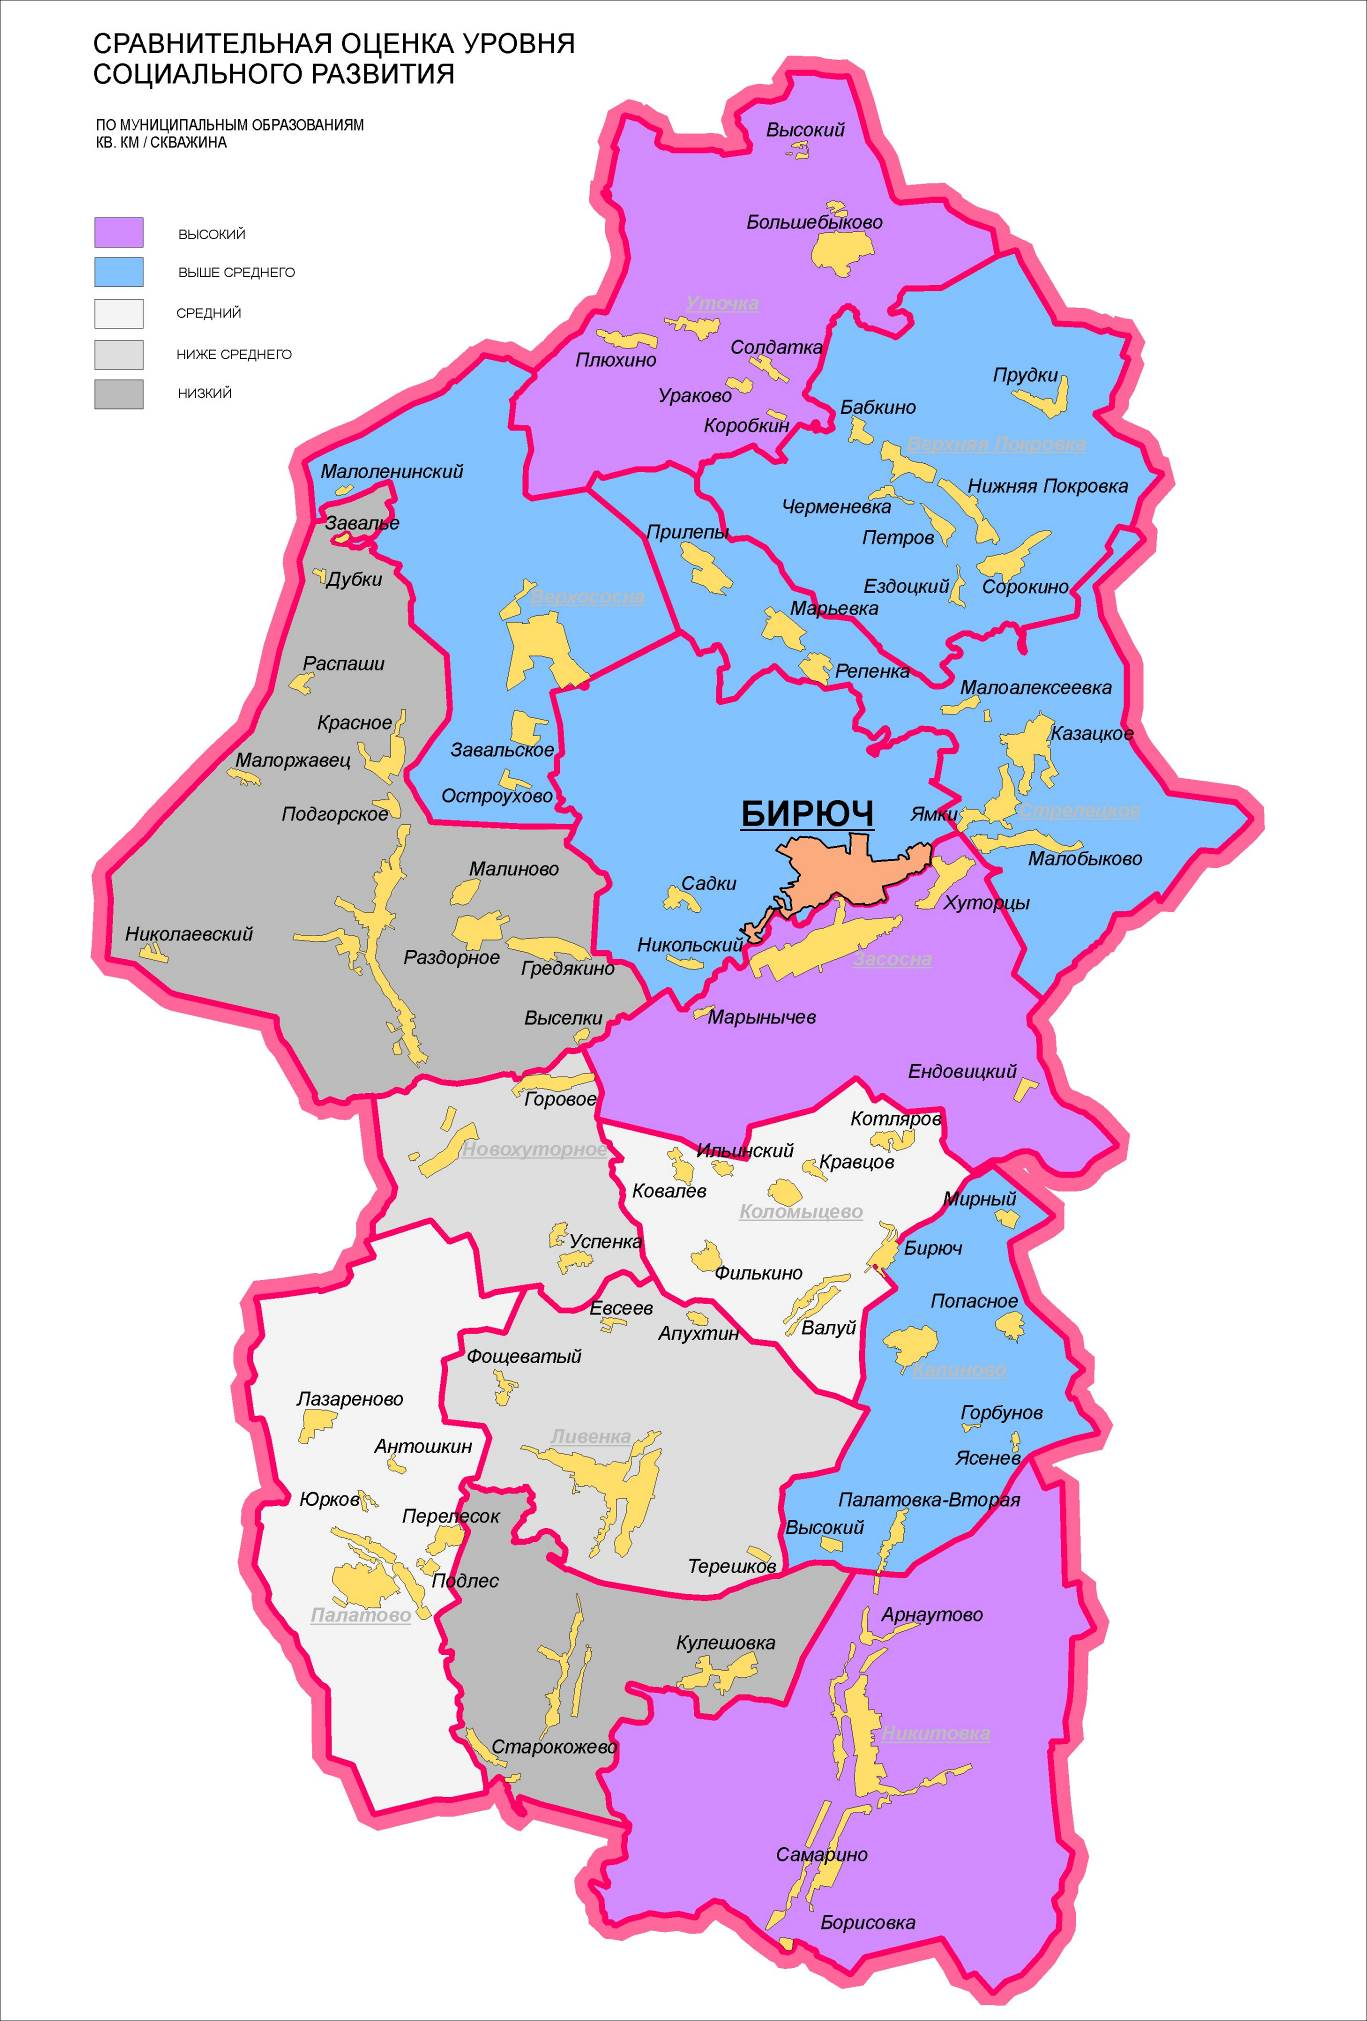 СРАВНИТЕЛЬНАЯ ОЦЕНКА УРОВНЯ
СОЦИАЛЬНОГО РАЗВИТИЯ
ПО МУНИЦИПАЛЬНЫМ ОБРАЗОВАНИЯМ
КВ. КМ / СКВАЖИНА
ВЫСОКИЙ
ВЫШЕ СРЕДНЕГО
СРЕДНИЙ
НИЖЕ СРЕДНЕГО
НИЗКИЙ
Высокий
Большебыково
Уточка
Плюхино
Солдатка
Ураково
Коробкин
Прудки
Бабкино
Верхняя Покровка
Нижняя Покровка
Черменевка
Петров
Ездоцкий
Сорокино
Малоленинский
Завалье
Дубки
Прилепы
Верхососна
Марьевка
Репенка
Распаши
Красное
Малоржавец
Подгорское
Завальское
Остроухово
Малоалексеевка
Казацкое
Стрелецкое
Ямки
Малобыково
БИРЮЧ
Садки
Никольский
Хуторцы
Засосна
Малиново
Николаевский
Раздорное
Гредякино
Выселки
Марынычев
Ендовицкий
Горовое
Новохуторное
Успенка
Котляров
Ильинский
Кравцов
Ковалев
Коломыцево
Филькино
Валуй
Мирный
Бирюч
Попасное
Калиново
Горбунов
Ясенев
Палатовка-Вторая
Высокий
Евсеев
Апухтин
Фощеватый
Ливенка
Терешков
Лазареново
Антошкин
Юрков
Перелесок
Подлес
Палатово
Кулешовка
Старокожево
Арнаутово
Никитовка
Самарино
Борисовка